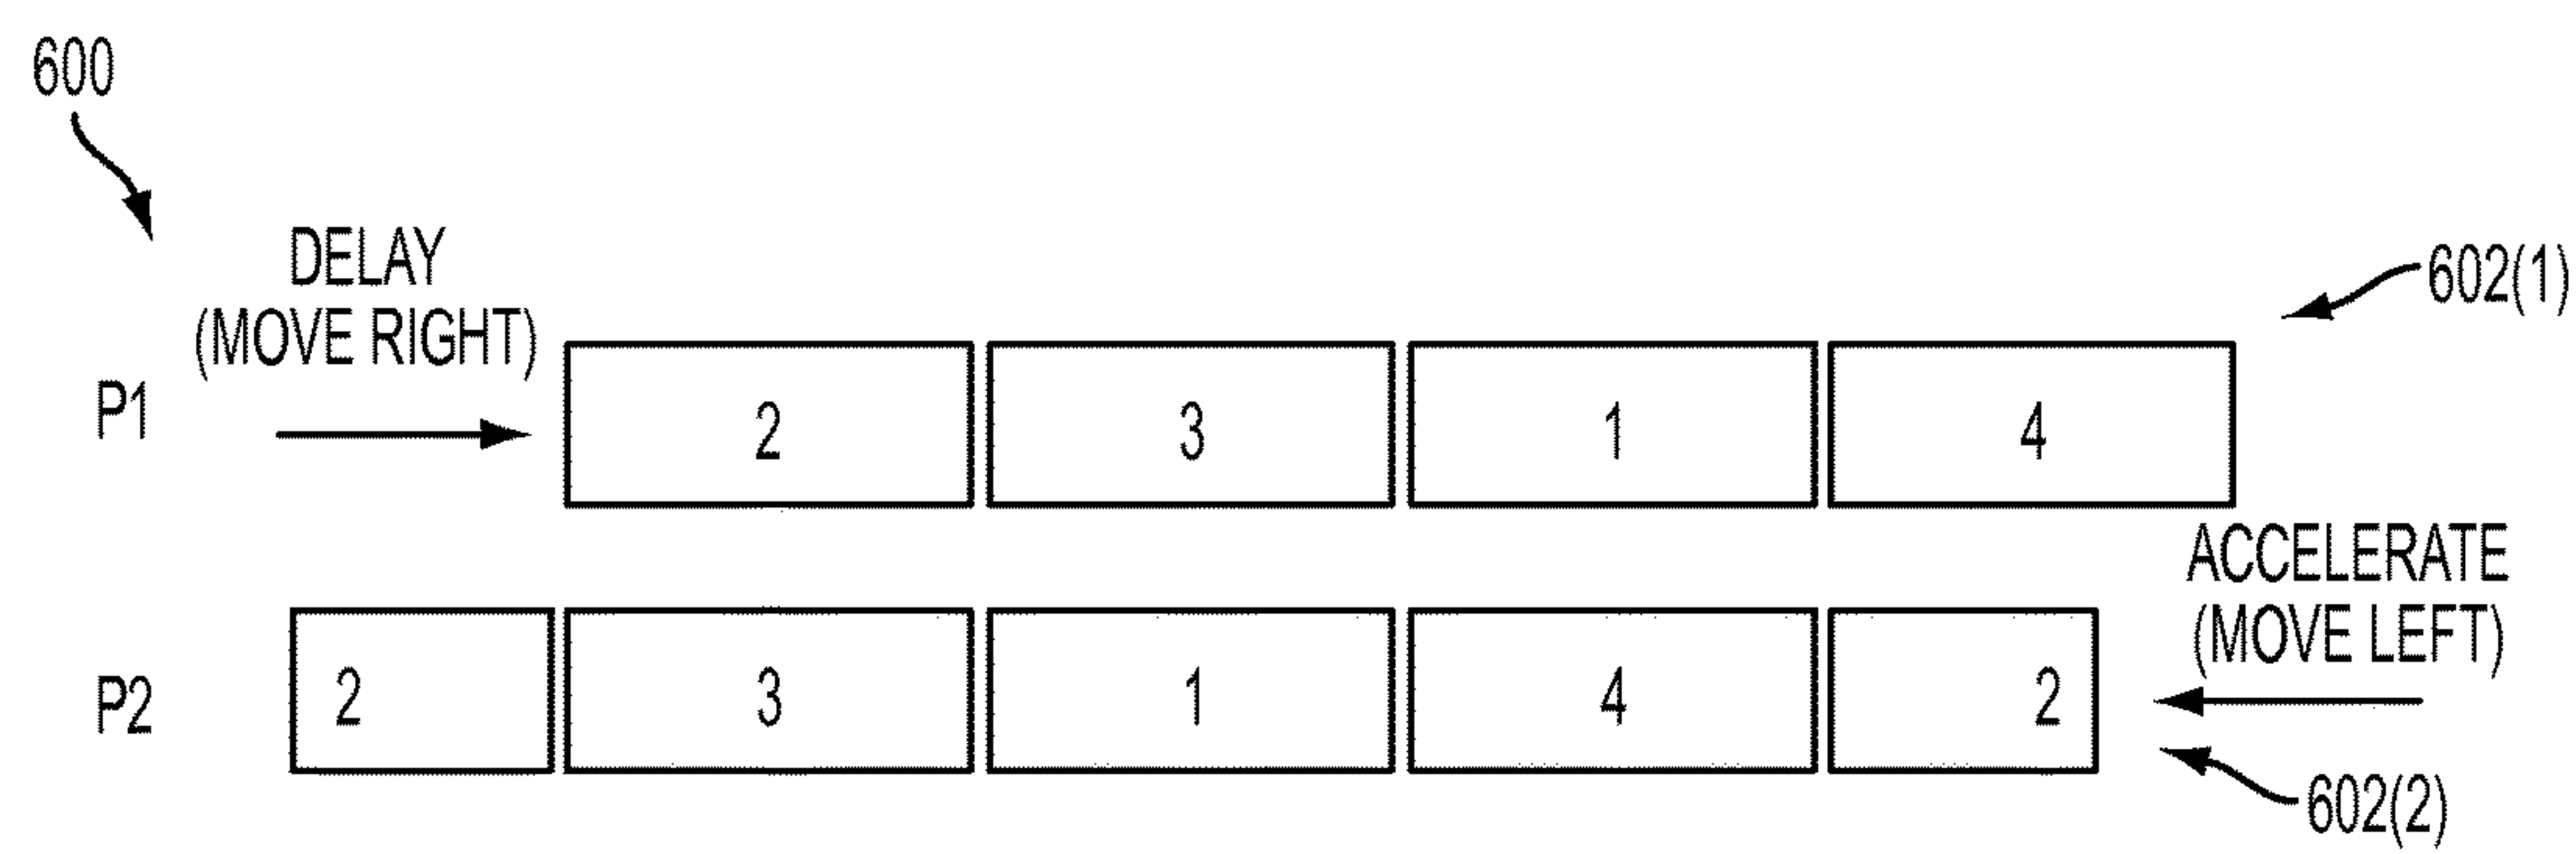 600
DELAY
(MOVE RIGHT)
602(1)
P1
2 3 1 4
ACCELERATE
(MOVE LEFT)
P2
2 3 1 4 2
602(2)